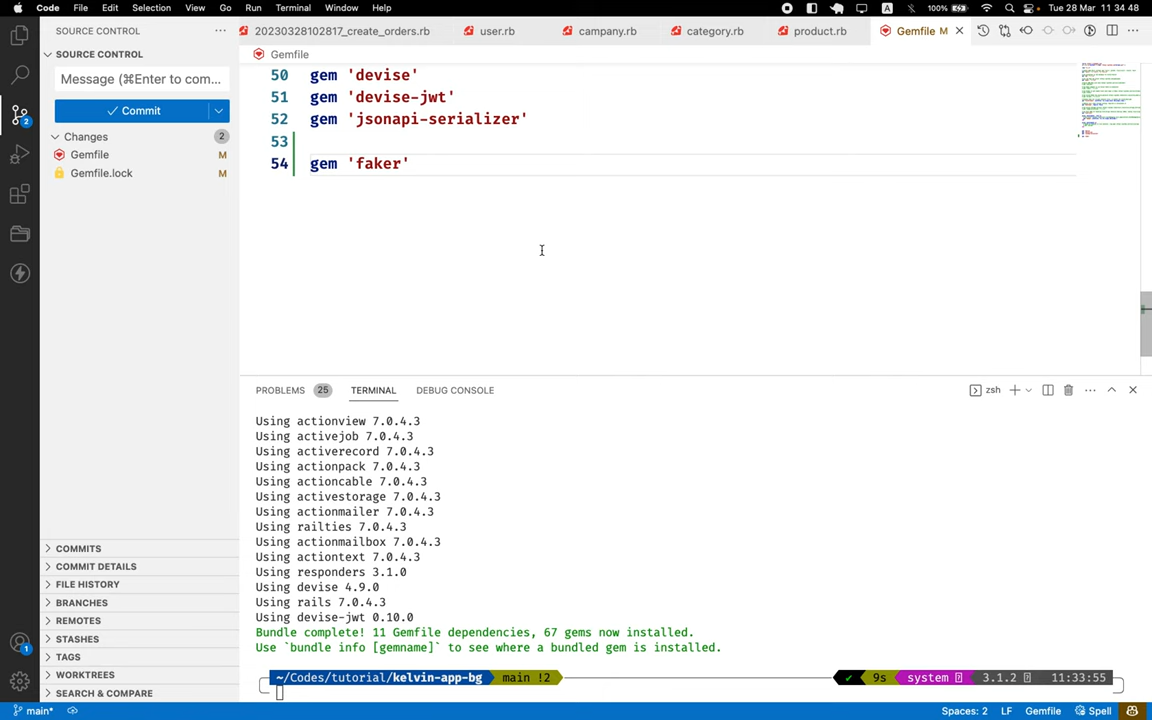 Code File Edit Selection View Go Run Terminal Window Help 100% A Tue 28 Mar 11 34 48
SOURCE CONTROL
20230328102817_create_orders.rb user.rb campany.rb category.rb product.rb Gemfile M
SOURCE CONTROL
Gemfile
Message (⌘Enter to com...
Commit
Changes 2
Gemfile M
Gemfile.lock M
50 gem 'devise'
51 gem 'devise-jwt'
52 gem 'jsonapi-serializer'
53
54 gem 'faker'
2
PROBLEMS 25 TERMINAL DEBUG CONSOLE zsh
Using actionview 7.0.4.3
Using activejob 7.0.4.3
Using activerecord 7.0.4.3
Using actionpack 7.0.4.3
Using actioncable 7.0.4.3
Using activestorage 7.0.4.3
Using actionmailer 7.0.4.3
Using railties 7.0.4.3
Using actionmailbox 7.0.4.3
Using actiontext 7.0.4.3
Using responders 3.1.0
Using devise 4.9.0
Using rails 7.0.4.3
Using devise-jwt 0.10.0
Bundle complete! 11 Gemfile dependencies, 67 gems now installed.
Use `bundle info [gemname]` to see where a bundled gem is installed.
~/Codes/tutorial/kelvin-app-bg main !2 ✔ 9s system 3.1.2 11:33:55
COMMITS
COMMIT DETAILS
FILE HISTORY
BRANCHES
REMOTES
STASHES
TAGS
WORKTREES
SEARCH & COMPARE
1
main* Spaces: 2 LF Gemfile Spell